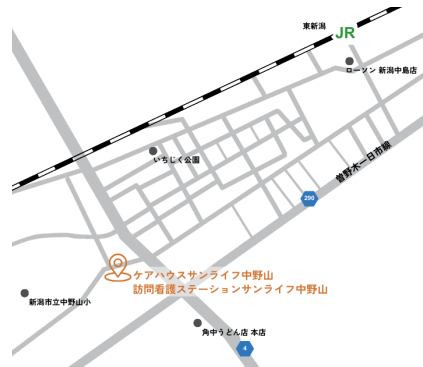 東新潟
JR
ローソン 新潟中島店
いちじく公園
曽野木一日市線
290
ケアハウスサンライフ中野山
訪問看護ステーションサンライフ中野山
新潟市立中野山小
角中うどん店 本店
4